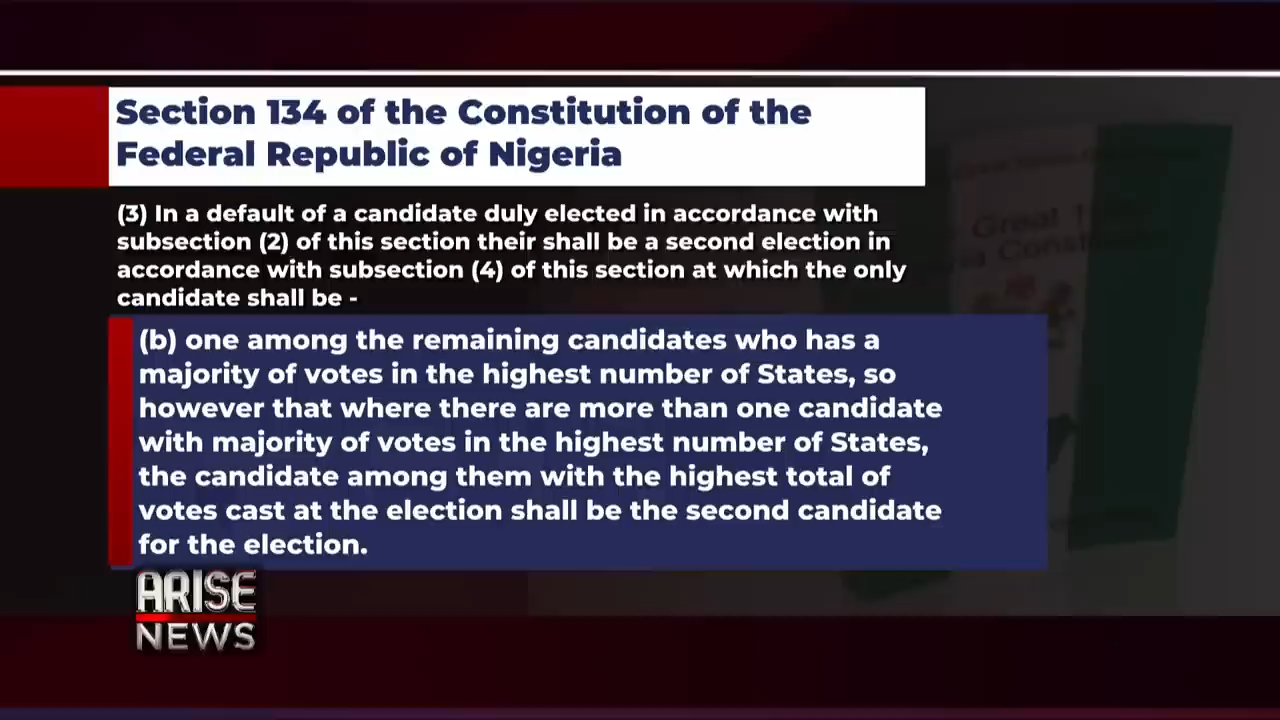 Section 134 of the Constitution of the
Federal Republic of Nigeria
(3) In a default of a candidate duly elected in accordance with
subsection (2) of this section their shall be a second election in
accordance with subsection (4) of this section at which the only
candidate shall be -
(b) one among the remaining candidates who has a
majority of votes in the highest number of States, so
however that where there are more than one candidate
with majority of votes in the highest number of States,
the candidate among them with the highest total of
votes cast at the election shall be the second candidate
for the election.
ARISE
NEWS
Great